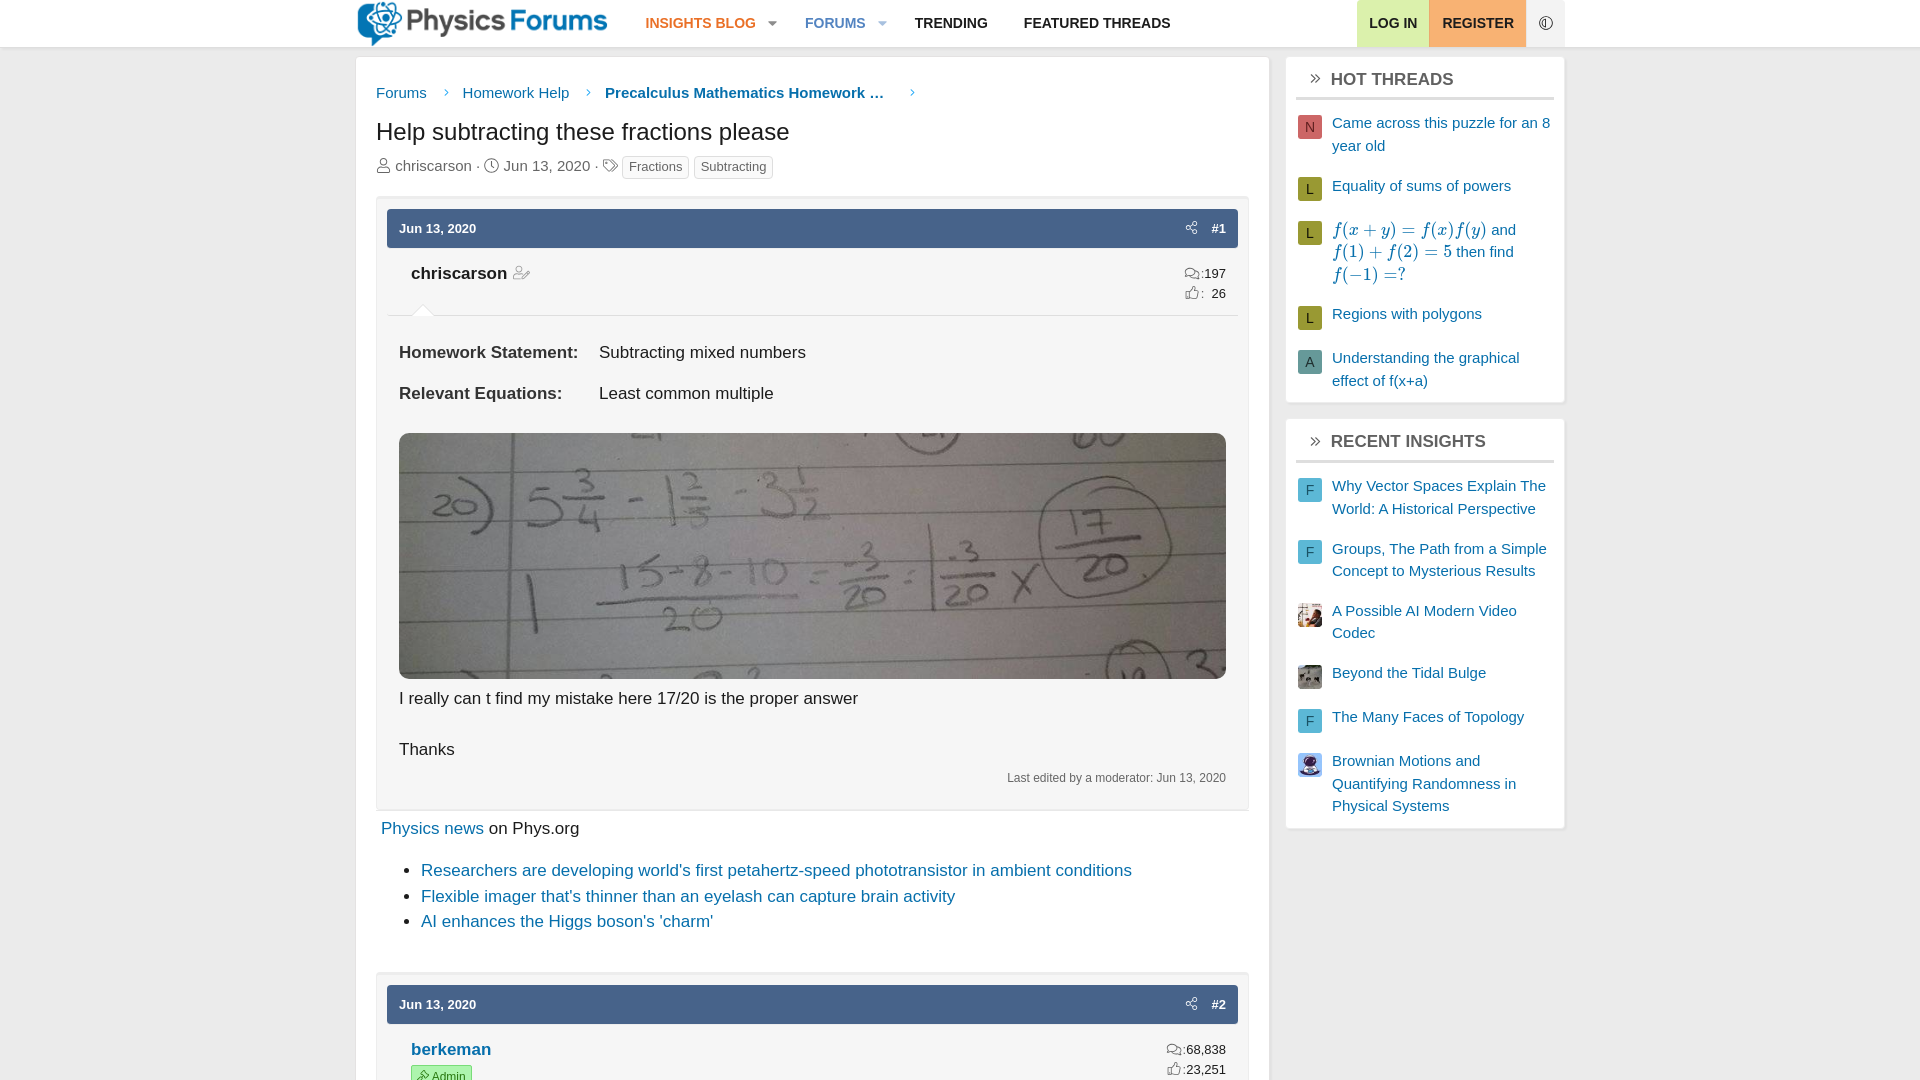 Physics Forums
INSIGHTS BLOG
FORUMS
TRENDING
FEATURED THREADS
LOG IN
REGISTER
Forums
Homework Help
Precalculus Mathematics Homework …
Help subtracting these fractions please
chriscarson · Jun 13, 2020 · Fractions Subtracting
Jun 13, 2020 #1
chriscarson
:197
: 26
Homework Statement: Subtracting mixed numbers
Relevant Equations: Least common multiple
20) 5 3/4 - 1 2/5 - 3 1/2
1 15-8-10/20 = -3/20 = 1 -3/20 X 17/20
I really can t find my mistake here 17/20 is the proper answer
Thanks
Last edited by a moderator: Jun 13, 2020
Physics news on Phys.org
Researchers are developing world's first petahertz-speed phototransistor in ambient conditions
Flexible imager that's thinner than an eyelash can capture brain activity
AI enhances the Higgs boson's 'charm'
Jun 13, 2020 #2
berkeman
:68,838
Admin
:23,251
HOT THREADS
N
Came across this puzzle for an 8
year old
L
Equality of sums of powers
L
f(x + y) = f(x)f(y) and
f(1) + f(2) = 5 then find
f(−1) =?
L
Regions with polygons
A
Understanding the graphical
effect of f(x+a)
RECENT INSIGHTS
F
Why Vector Spaces Explain The
World: A Historical Perspective
F
Groups, The Path from a Simple
Concept to Mysterious Results
A Possible AI Modern Video
Codec
Beyond the Tidal Bulge
F
The Many Faces of Topology
Brownian Motions and
Quantifying Randomness in
Physical Systems